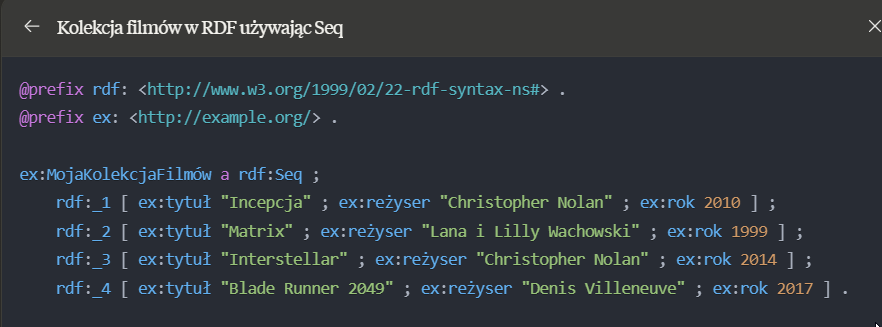 Kolekcja filmów w RDF używając Seq
@prefix rdf: <http://www.w3.org/1999/02/22-rdf-syntax-ns#> .
@prefix ex: <http://example.org/> .
ex:MojaKolekcjaFilmów a rdf:Seq ;
rdf:_1 [ ex:tytuł "Incepcja" ; ex:reżyser "Christopher Nolan" ; ex:rok 2010 ] ;
rdf:_2 [ ex:tytuł "Matrix" ; ex:reżyser "Lana i Lilly Wachowski" ; ex:rok 1999 ] ;
rdf:_3 [ ex:tytuł "Interstellar" ; ex:reżyser "Christopher Nolan" ; ex:rok 2014 ] ;
rdf:_4 [ ex:tytuł "Blade Runner 2049" ; ex:reżyser "Denis Villeneuve" ; ex:rok 2017 ] .